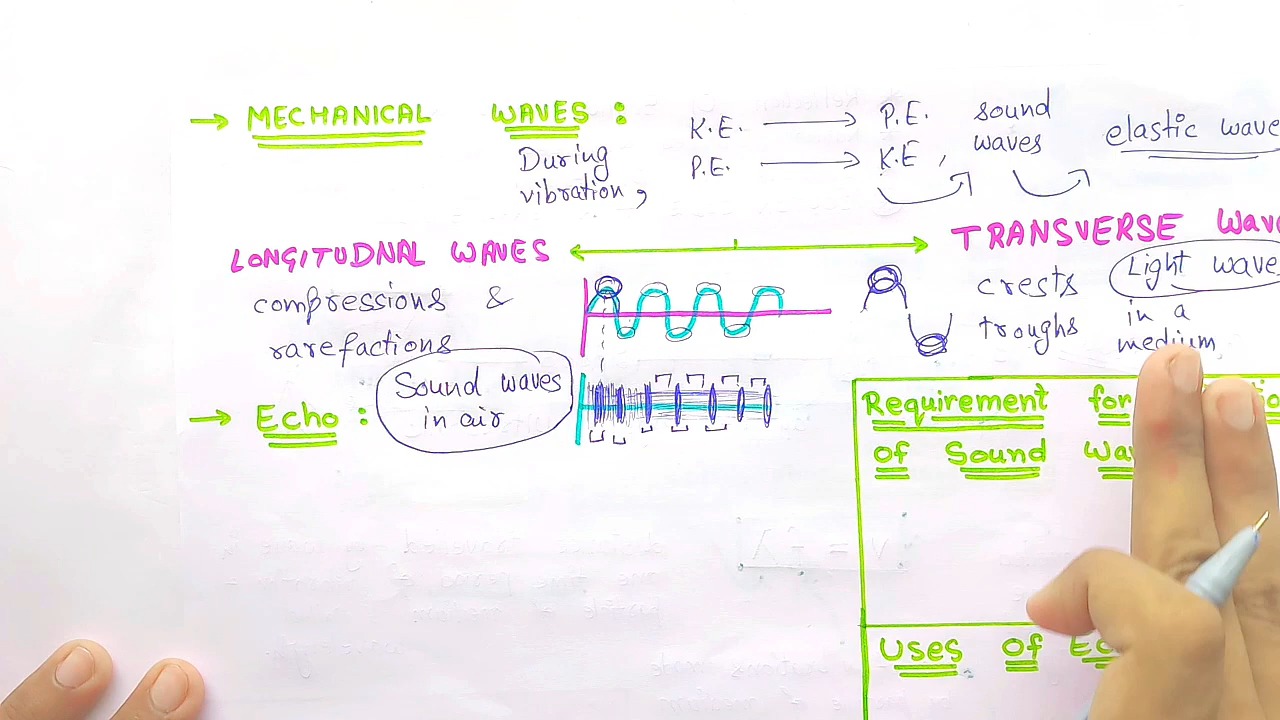 → MECHANICAL WAVES :
During vibration,
K.E. → P.E.
P.E. → K.E ,
sound waves
elastic wave
LONGITUDNAL WAVES
TRANSVERSE
compressions &
rarefactions
Sound waves
in air
crests
troughs
Light wave
in a
medium
→ Echo :
Requirement for
of Sound
Uses of